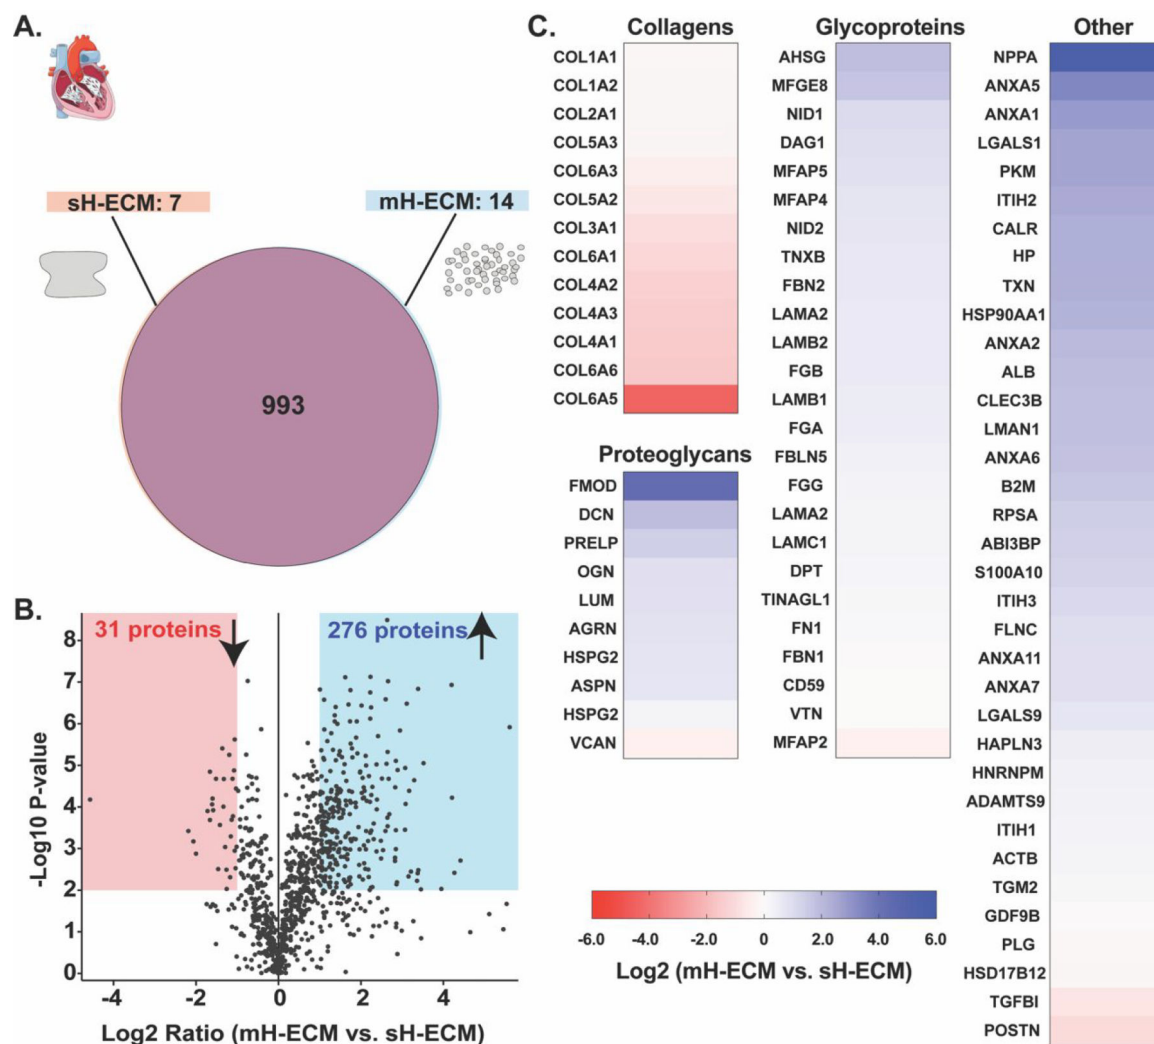 A.
sH-ECM: 7
mH-ECM: 14
993
B.
31 proteins
276 proteins
8
7
6
5
4
3
2
1
0
-Log10 P-value
-4
-2
0
2
4
Log2 Ratio (mH-ECM vs. sH-ECM)
C.
Collagens
COL1A1
COL1A2
COL2A1
COL5A3
COL6A3
COL5A2
COL3A1
COL6A1
COL4A2
COL4A3
COL4A1
COL6A6
COL6A5
Proteoglycans
FMOD
DCN
PRELP
OGN
LUM
AGRN
HSPG2
ASPN
HSPG2
VCAN
Glycoproteins
AHSG
MFGE8
NID1
DAG1
MFAP5
MFAP4
NID2
TNXB
FBN2
LAMA2
LAMB2
FGB
LAMB1
FGA
FBLN5
FGG
LAMA2
LAMC1
DPT
TINAGL1
FN1
FBN1
CD59
VTN
MFAP2
Other
NPPA
ANXA5
ANXA1
LGALS1
PKM
ITIH2
CALR
HP
TXN
HSP90AA1
ANXA2
ALB
CLEC3B
LMAN1
ANXA6
B2M
RPSA
ABI3BP
S100A10
ITIH3
FLNC
ANXA11
ANXA7
LGALS9
HAPLN3
HNRNPM
ADAMTS9
ITIH1
ACTB
TGM2
GDF9B
PLG
HSD17B12
TGFBI
POSTN
-6.0
-4.0
-2.0
0
2.0
4.0
6.0
Log2 (mH-ECM vs. sH-ECM)